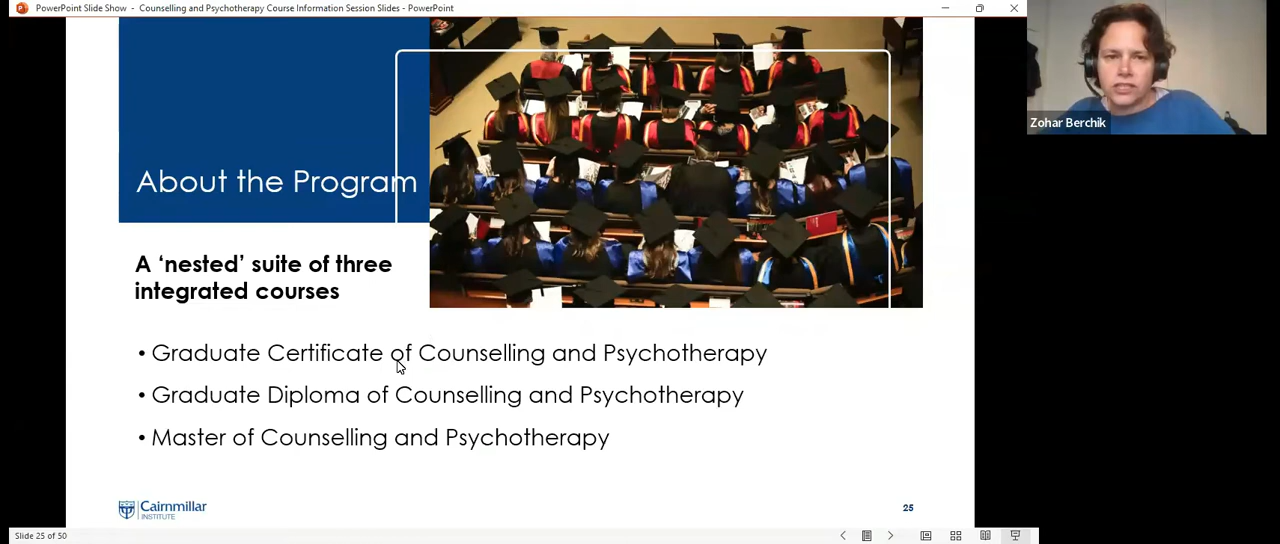 PowerPoint Slide Show - Counselling and Psychotherapy Course Information Session Slides - PowerPoint
Zohar Berchik
About the Program
A ‘nested’ suite of three
integrated courses
• Graduate Certificate of Counselling and Psychotherapy
• Graduate Diploma of Counselling and Psychotherapy
• Master of Counselling and Psychotherapy
Cairnmillar
INSTITUTE
25
Slide 25 of 50